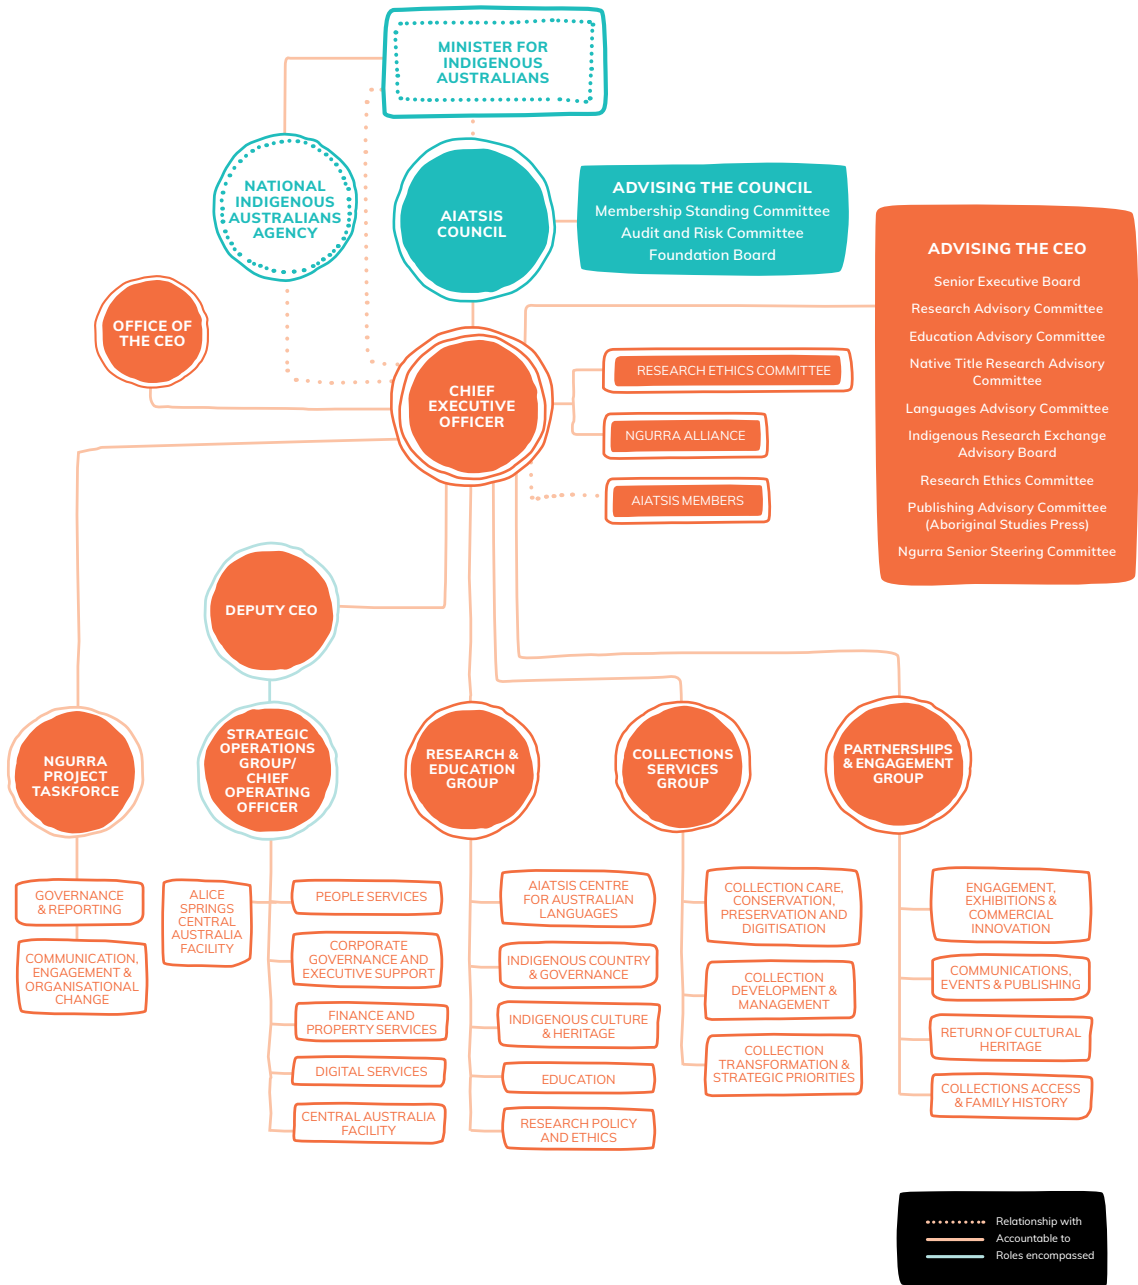 MINISTER FOR
INDIGENOUS
AUSTRALIANS
NATIONAL
INDIGENOUS
AUSTRALIANS
AGENCY
AIATSIS
COUNCIL
ADVISING THE COUNCIL
Membership Standing Committee
Audit and Risk Committee
Foundation Board
ADVISING THE CEO
Senior Executive Board
Research Advisory Committee
Education Advisory Committee
Native Title Research Advisory
Committee
Languages Advisory Committee
Indigenous Research Exchange
Advisory Board
Research Ethics Committee
Publishing Advisory Committee
(Aboriginal Studies Press)
Ngurra Senior Steering Committee
OFFICE OF
THE CEO
CHIEF
EXECUTIVE
OFFICER
RESEARCH ETHICS COMMITTEE
NGURRA ALLIANCE
AIATSIS MEMBERS
DEPUTY CEO
NGURRA
PROJECT
TASKFORCE
STRATEGIC
OPERATIONS
GROUP/
CHIEF
OPERATING
OFFICER
RESEARCH &
EDUCATION
GROUP
COLLECTIONS
SERVICES
GROUP
PARTNERSHIPS
& ENGAGEMENT
GROUP
GOVERNANCE
& REPORTING
COMMUNICATION,
ENGAGEMENT &
ORGANISATIONAL
CHANGE
ALICE
SPRINGS
CENTRAL
AUSTRALIA
FACILITY
PEOPLE SERVICES
CORPORATE
GOVERNANCE AND
EXECUTIVE SUPPORT
FINANCE AND
PROPERTY SERVICES
DIGITAL SERVICES
CENTRAL AUSTRALIA
FACILITY
AIATSIS CENTRE
FOR AUSTRALIAN
LANGUAGES
INDIGENOUS COUNTRY
& GOVERNANCE
INDIGENOUS CULTURE
& HERITAGE
EDUCATION
RESEARCH POLICY
AND ETHICS
COLLECTION CARE,
CONSERVATION,
PRESERVATION AND
DIGITISATION
COLLECTION
DEVELOPMENT &
MANAGEMENT
COLLECTION
TRANSFORMATION &
STRATEGIC PRIORITIES
ENGAGEMENT,
EXHIBITIONS &
COMMERCIAL
INNOVATION
COMMUNICATIONS,
EVENTS & PUBLISHING
RETURN OF CULTURAL
HERITAGE
COLLECTIONS ACCESS
& FAMILY HISTORY
Relationship with
Accountable to
Roles encompassed